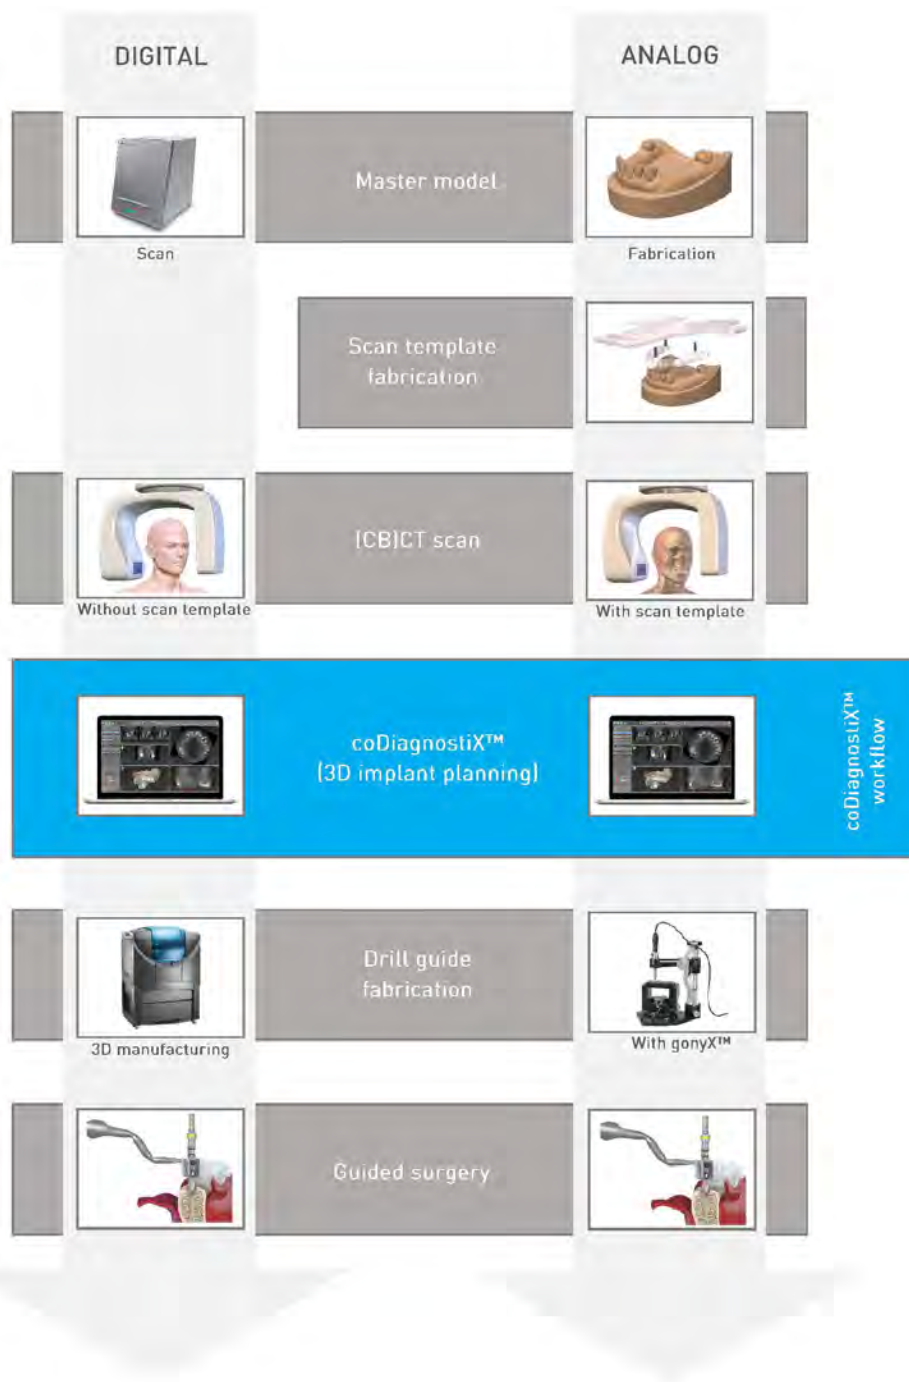 DIGITAL
ANALOG
Master model
Scan
Fabrication
Scan template
fabrication
(CB)CT scan
Without scan template
With scan template
coDiagnostiX™
(3D implant planning)
coDiagnostiX™
workflow
Drill guide
fabrication
3D manufacturing
With gonyX™
Guided surgery